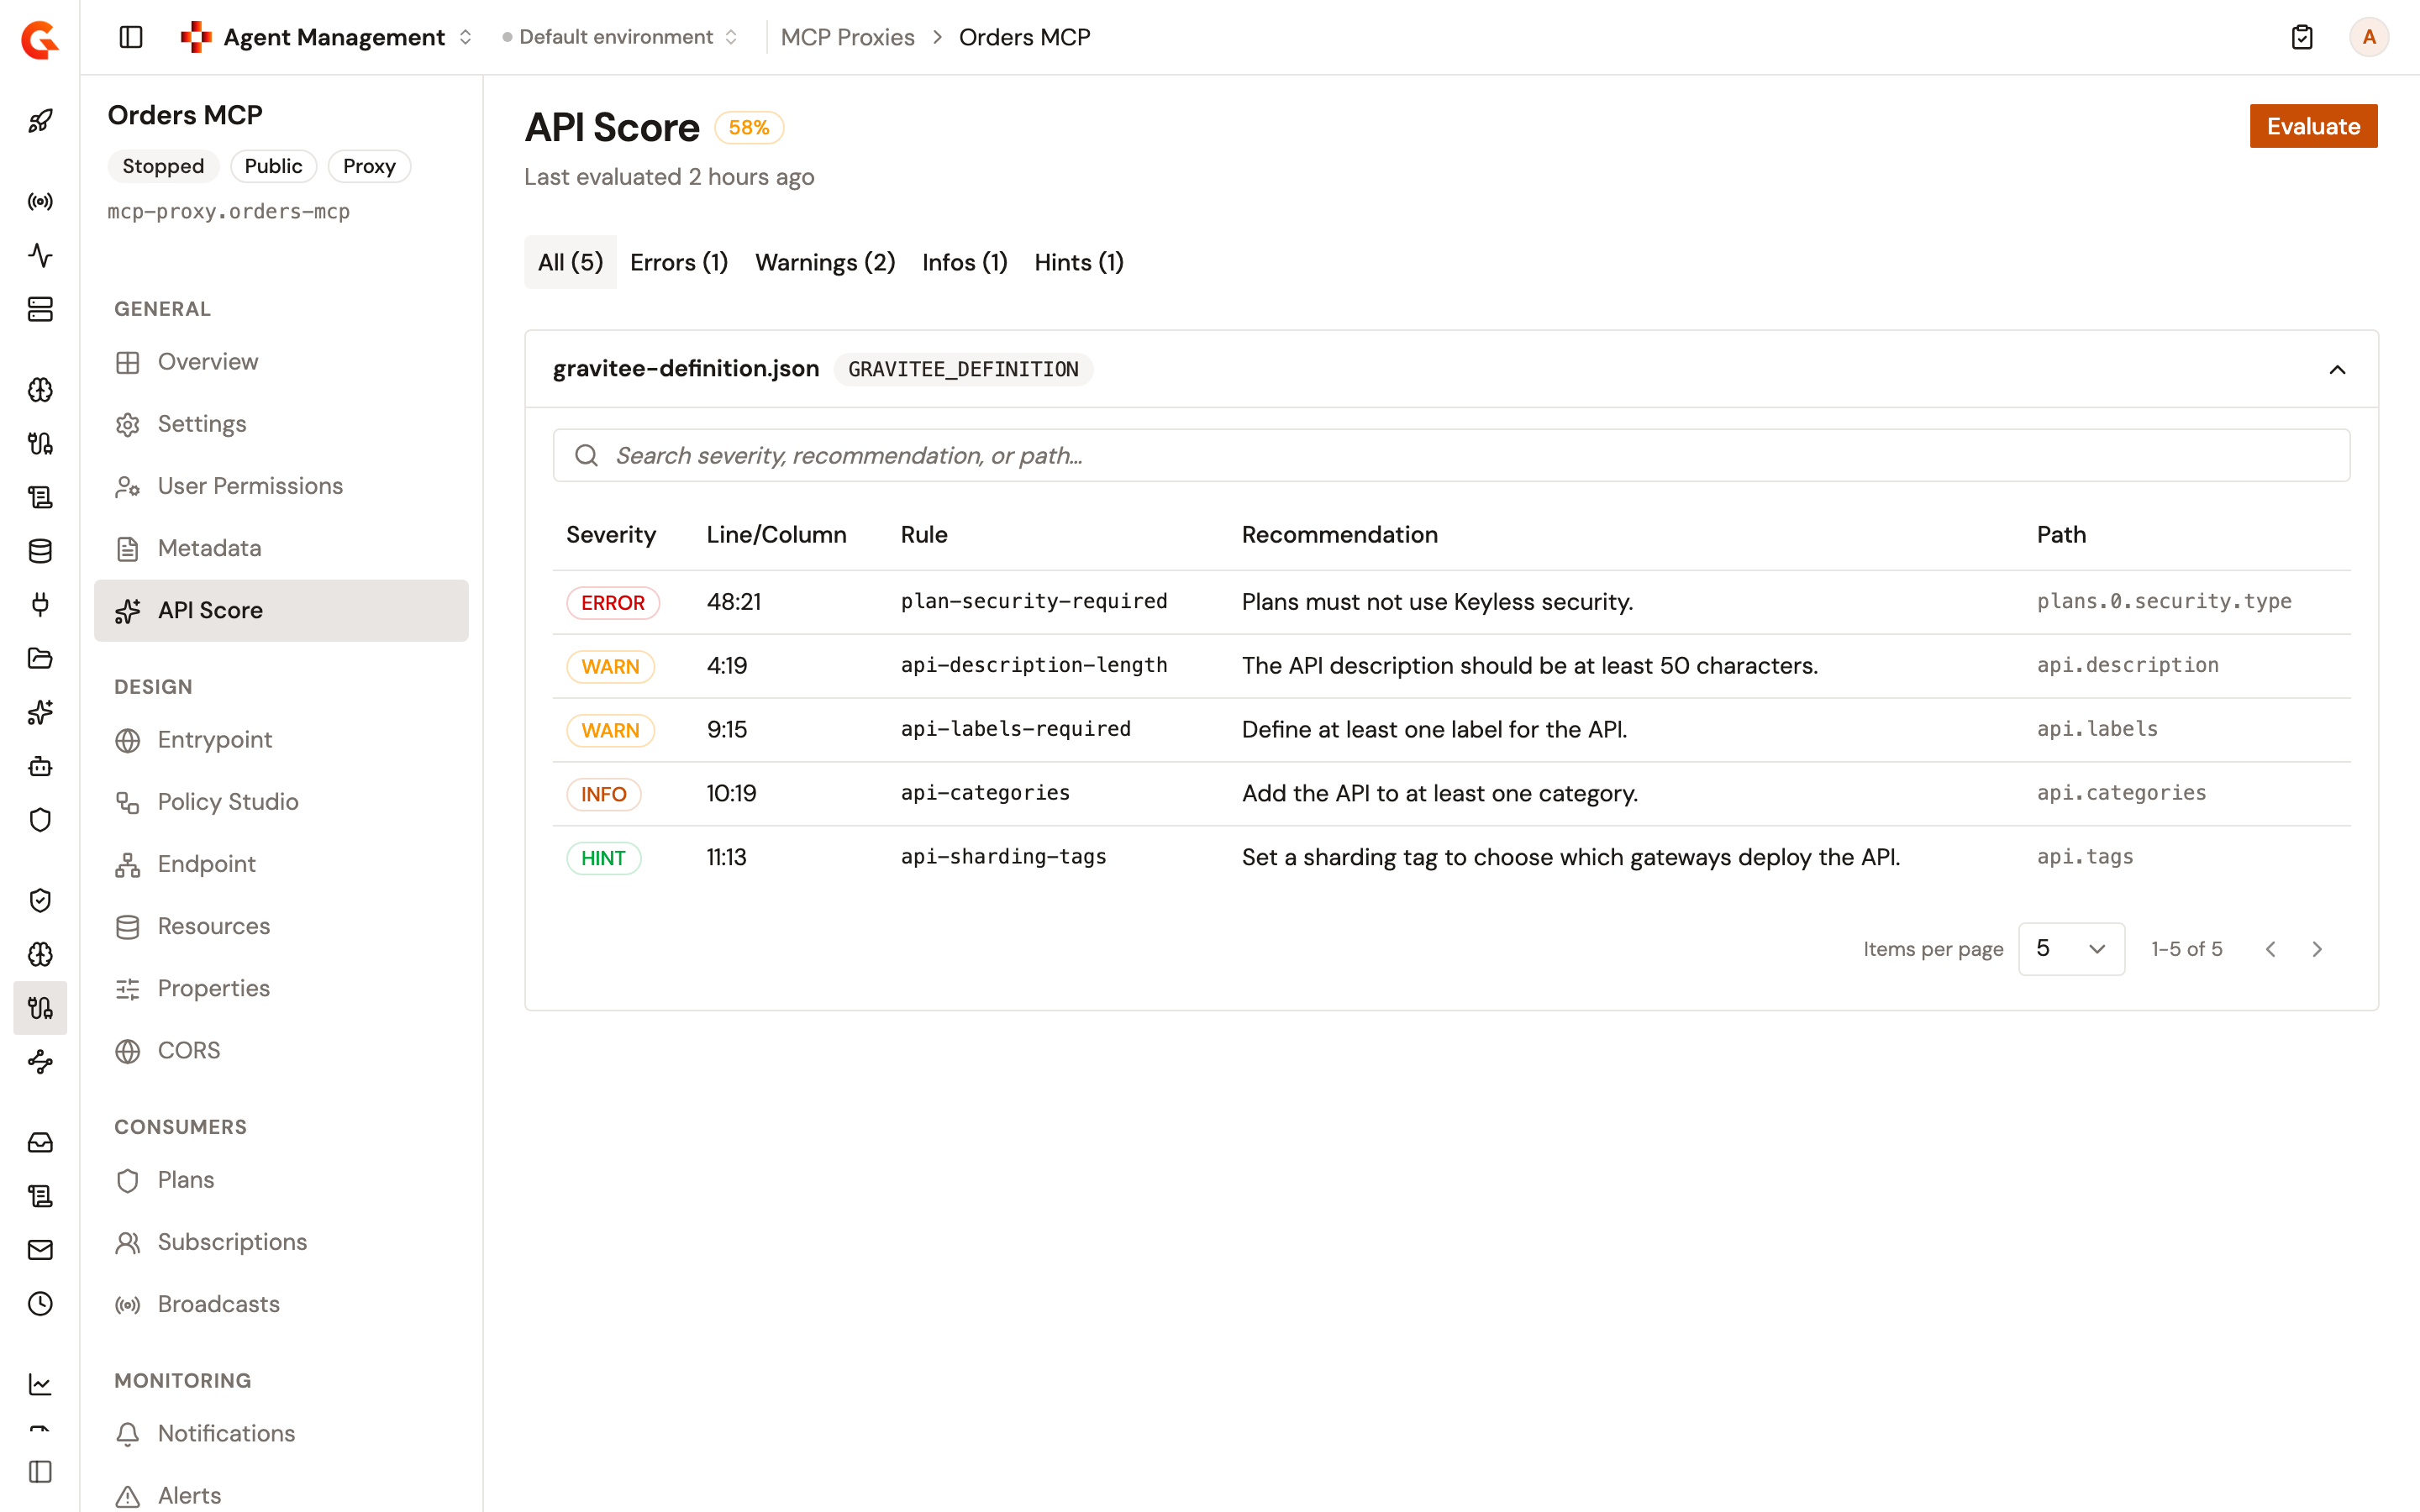 Agent Management
Default environment
MCP Proxies > Orders MCP
A
Orders MCP
Stopped
Public
Proxy
mcp-proxy.orders-mcp
GENERAL
Overview
Settings
User Permissions
Metadata
API Score
DESIGN
Entrypoint
Policy Studio
Endpoint
Resources
Properties
CORS
CONSUMERS
Plans
Subscriptions
Broadcasts
MONITORING
Notifications
Alerts
API Score 58%
Evaluate
Last evaluated 2 hours ago
All (5) Errors (1) Warnings (2) Infos (1) Hints (1)
gravitee-definition.json GRAVITEE_DEFINITION
Search severity, recommendation, or path...
Severity Line/Column Rule Recommendation Path
ERROR 48:21 plan-security-required Plans must not use Keyless security. plans.0.security.type
WARN 4:19 api-description-length The API description should be at least 50 characters. api.description
WARN 9:15 api-labels-required Define at least one label for the API. api.labels
INFO 10:19 api-categories Add the API to at least one category. api.categories
HINT 11:13 api-sharding-tags Set a sharding tag to choose which gateways deploy the API. api.tags
Items per page 5 1-5 of 5